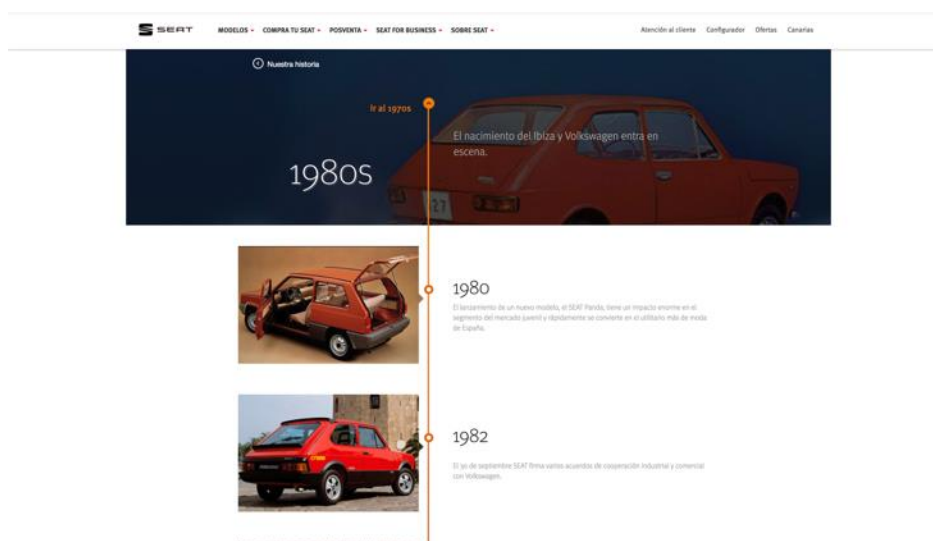 SEAT
MODELOS
COMPRA TU SEAT
POSVENTA
SEAT FOR BUSINESS
SOBRE SEAT
Atención al cliente
Configurador
Ofertas
Canarias
Nuestra historia
Ir al 1970s
El nacimiento del Ibiza y Volkswagen entra en
escena.
1980s
27
1980
El lanzamiento de un nuevo modelo, el SEAT Panda, tiene un impacto enorme en el
segmento del mercado juvenil y rápidamente se convierte en el utilitario más de moda
de España.
1982
El 30 de septiembre SEAT firma varios acuerdos de cooperación industrial y comercial
con Volkswagen.